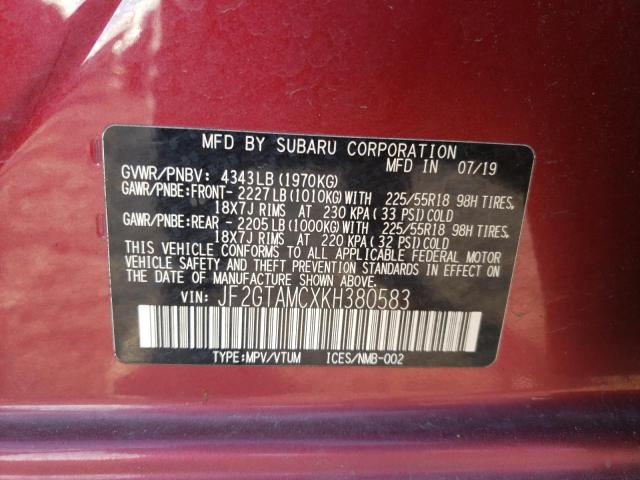 MFD BY SUBARU CORPORATION
MFD IN 07/19
GVWR/PNBV: 4343LB(1970KG)
GAWR/PNBE:FRONT- 2227LB(1010KG)WITH 225/55R18 98H TIRES,
18X7J RIMS AT 230 KPA(33 PSI)COLD
GAWR/PNBE:REAR - 2205LB(1000KG)WITH 225/55R18 98H TIRES,
18X7J RIMS AT 220 KPA(32 PSI)COLD
THIS VEHICLE CONFORMS TO ALL APPLICABLE FEDERAL MOTOR
VEHICLE SAFETY AND THEFT PREVENTION STANDARDS IN EFFECT ON
THE DATE OF MANUFACTURE SHOWN ABOVE.
VIN: JF2GTAMCXKH380583
TYPE:MPV/VTUM ICES/NMB-002